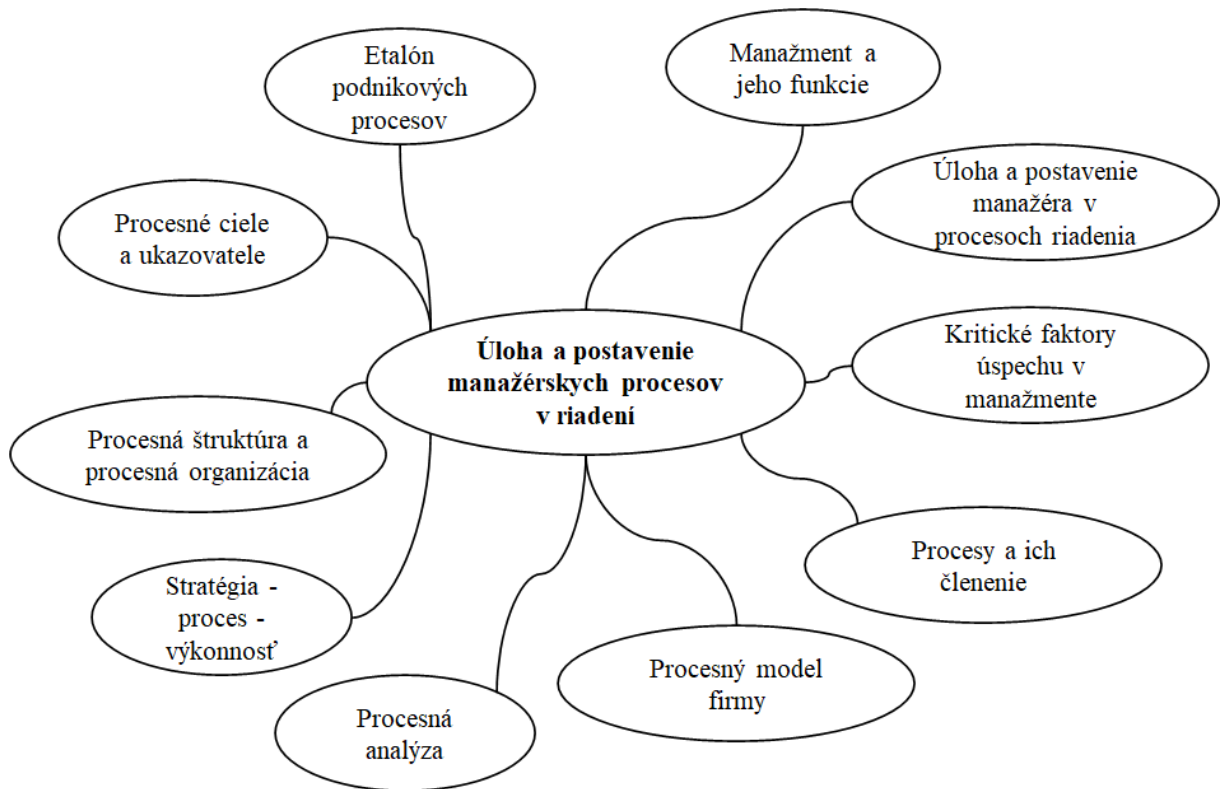 Etalón
podnikových
procesov
Manažment a
jeho funkcie
Úloha a postavenie
manažéra v
procesoch riadenia
Procesné ciele
a ukazovatele
Úloha a postavenie
manažérskych procesov
v riadení
Kritické faktory
úspechu v
manažmente
Procesná štruktúra a
procesná organizácia
Procesy a ich
členenie
Stratégia -
proces -
výkonnosť
Procesný model
firmy
Procesná
analýza